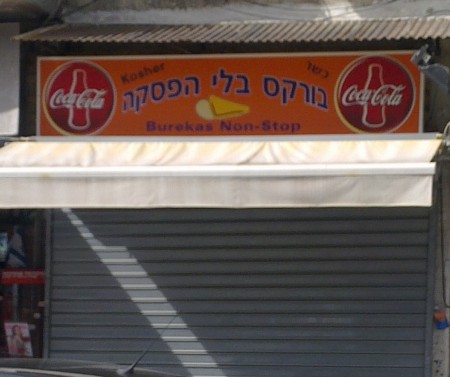 Coca-Cola
Kosher
כשר
Coca-Cola
בורקס בלי הפסקה
Burekas Non-Stop